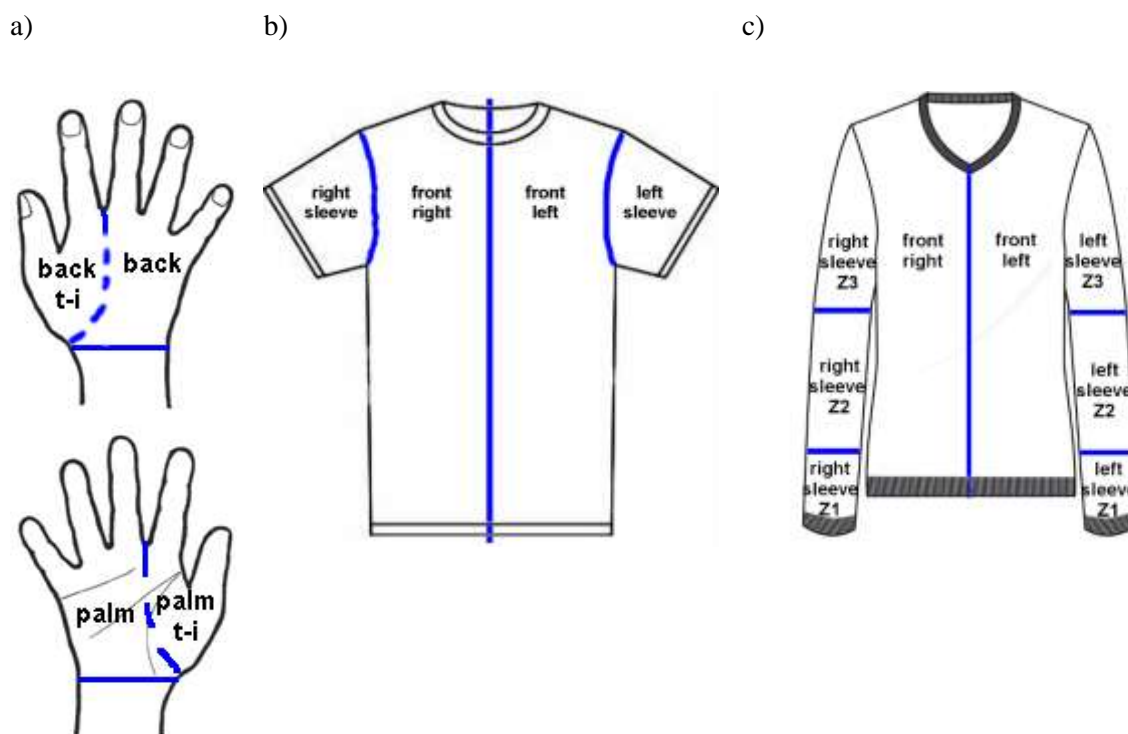 a)
b)
c)
back
t-i
back
palm
palm
t-i
right
sleeve
front
right
front
left
left
sleeve
right
sleeve
Z3
front
right
front
left
left
sleeve
Z3
right
sleeve
Z2
left
sleeve
Z2
right
sleeve
Z1
left
sleeve
Z1